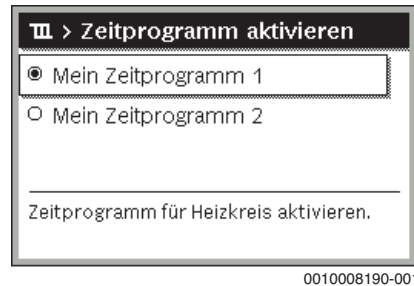 > Zeitprogramm aktivieren
Mein Zeitprogramm 1
Mein Zeitprogramm 2
Zeitprogramm für Heizkreis aktivieren.
0010008190-001